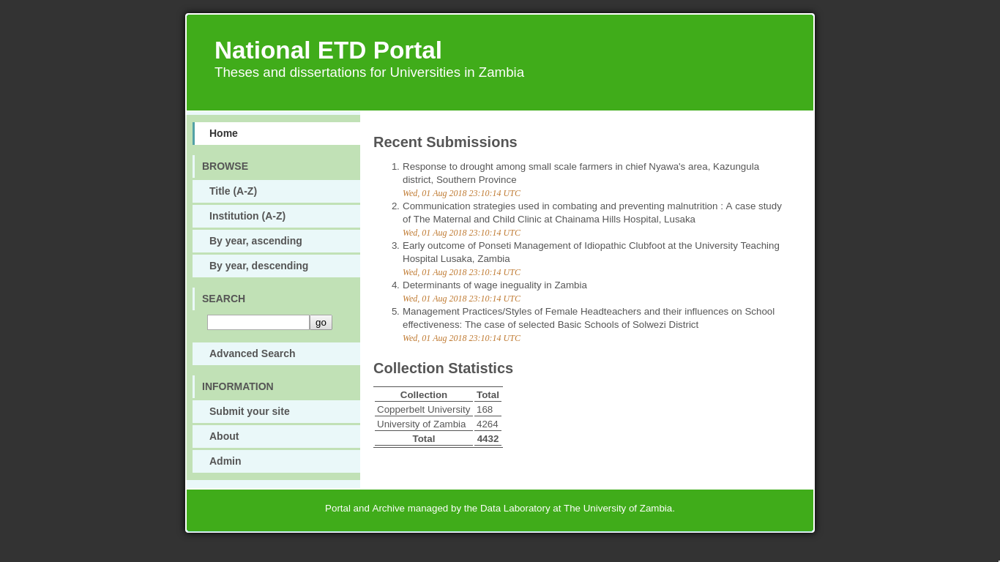 National ETD Portal
Theses and dissertations for Universities in Zambia
Home
BROWSE
Title (A-Z)
Institution (A-Z)
By year, ascending
By year, descending
SEARCH
go
Advanced Search
INFORMATION
Submit your site
About
Admin
Recent Submissions
1. Response to drought among small scale farmers in chief Nyawa's area, Kazungula
district, Southern Province
Wed, 01 Aug 2018 23:10:14 UTC
2. Communication strategies used in combating and preventing malnutrition : A case study
of The Maternal and Child Clinic at Chainama Hills Hospital, Lusaka
Wed, 01 Aug 2018 23:10:14 UTC
3. Early outcome of Ponseti Management of Idiopathic Clubfoot at the University Teaching
Hospital Lusaka, Zambia
Wed, 01 Aug 2018 23:10:14 UTC
4. Determinants of wage ineguality in Zambia
Wed, 01 Aug 2018 23:10:14 UTC
5. Management Practices/Styles of Female Headteachers and their influences on School
effectiveness: The case of selected Basic Schools of Solwezi District
Wed, 01 Aug 2018 23:10:14 UTC
Collection Statistics
Collection Total
Copperbelt University 168
University of Zambia 4264
Total 4432
Portal and Archive managed by the Data Laboratory at The University of Zambia.